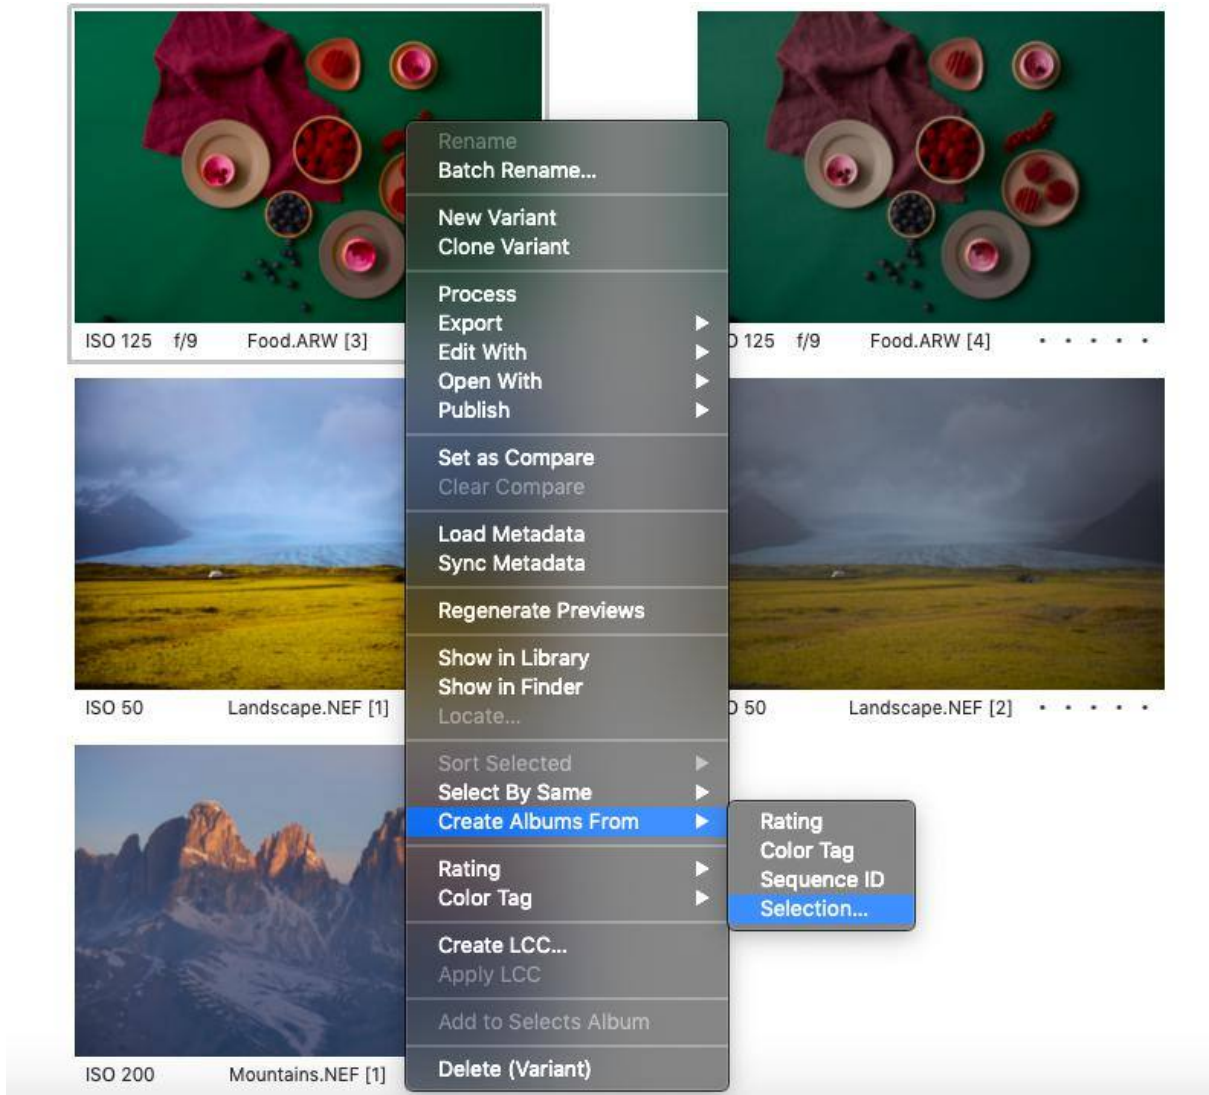 Rename
Batch Rename...
New Variant
Clone Variant
Process
Export
Edit With
Open With
Publish
Set as Compare
Clear Compare
Load Metadata
Sync Metadata
Regenerate Previews
Show in Library
Show in Finder
Locate...
Sort Selected
Select By Same
Create Albums From
Rating
Color Tag
Create LCC...
Apply LCC
Add to Selects Album
Delete (Variant)
Rating
Color Tag
Sequence ID
Selection...
ISO 125 f/9 Food.ARW [3]
125 f/9 Food.ARW [4]
ISO 50 Landscape.NEF [1]
50 Landscape.NEF [2]
ISO 200 Mountains.NEF [1]